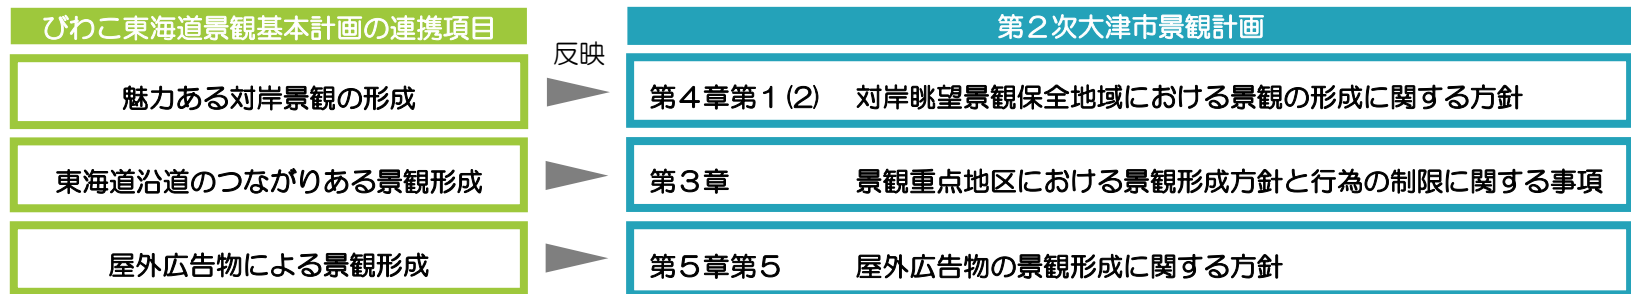 びわこ東海道景観基本計画の連携項目
反映
第２次大津市景観計画
魅力ある対岸景観の形成
第４章第１(2) 対岸眺望景観保全地域における景観の形成に関する方針
東海道沿道のつながりある景観形成
第３章 景観重点地区における景観形成方針と行為の制限に関する事項
屋外広告物による景観形成
第５章第５ 屋外広告物の景観形成に関する方針